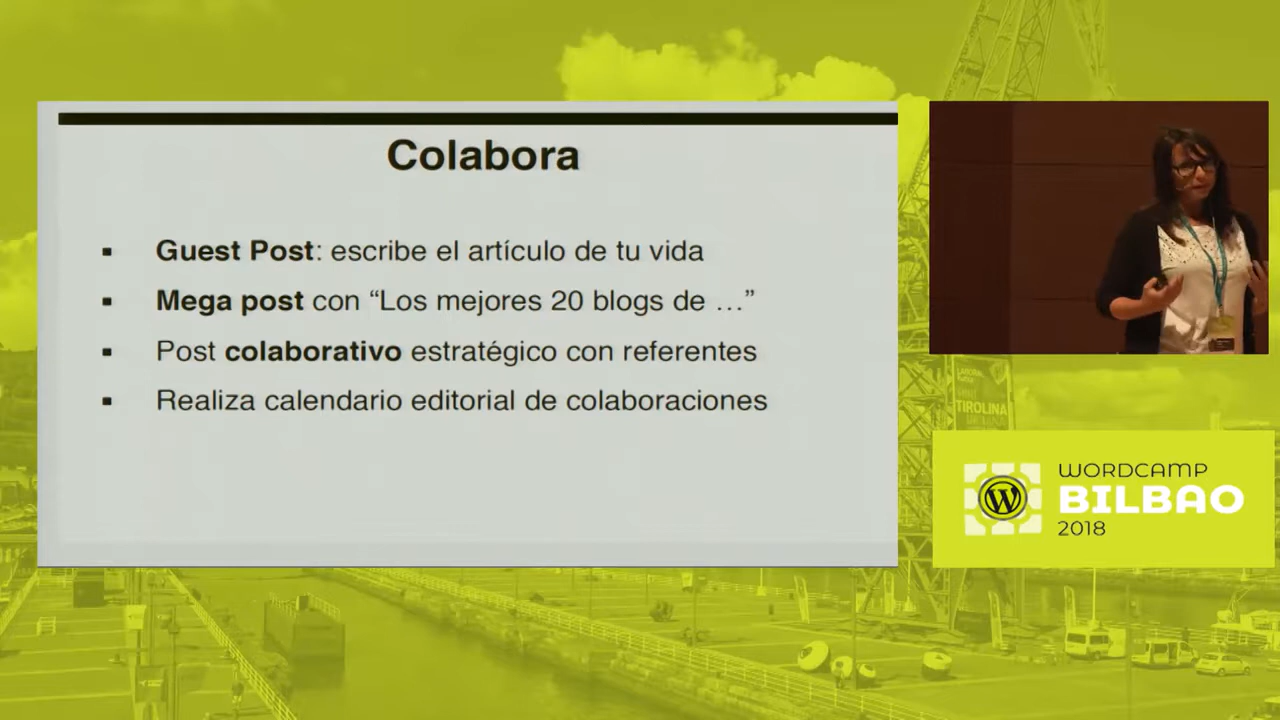 Colabora
▪ Guest Post: escribe el artículo de tu vida
▪ Mega post con “Los mejores 20 blogs de …”
▪ Post colaborativo estratégico con referentes
▪ Realiza calendario editorial de colaboraciones
TIROLINA
WORDCAMP
BILBAO
2018